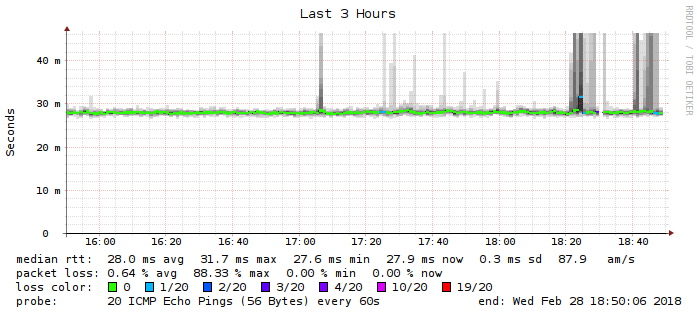 Last 3 Hours
RRDTOOL / TOBI OETIKER
Seconds
40 m
30 m
20 m
10 m
0
16:00 16:20 16:40 17:00 17:20 17:40 18:00 18:20 18:40
median rtt: 28.0 ms avg 31.7 ms max 27.6 ms min 27.9 ms now 0.3 ms sd 87.9 am/s
packet loss: 0.64 % avg 88.33 % max 0.00 % min 0.00 % now
loss color: 0 1/20 2/20 3/20 4/20 10/20 19/20
probe: 20 ICMP Echo Pings (56 Bytes) every 60s end: Wed Feb 28 18:50:06 2018